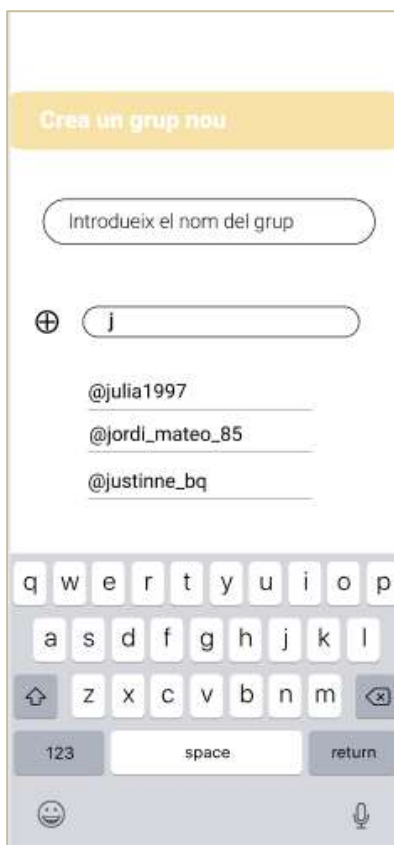 Crea un grup nou
Introdueix el nom del grup
j
@julia1997
@jordi_mateo_85
@justinne_bq
q w e r t y u i o p
a s d f g h j k l
z x c v b n m
123 space return